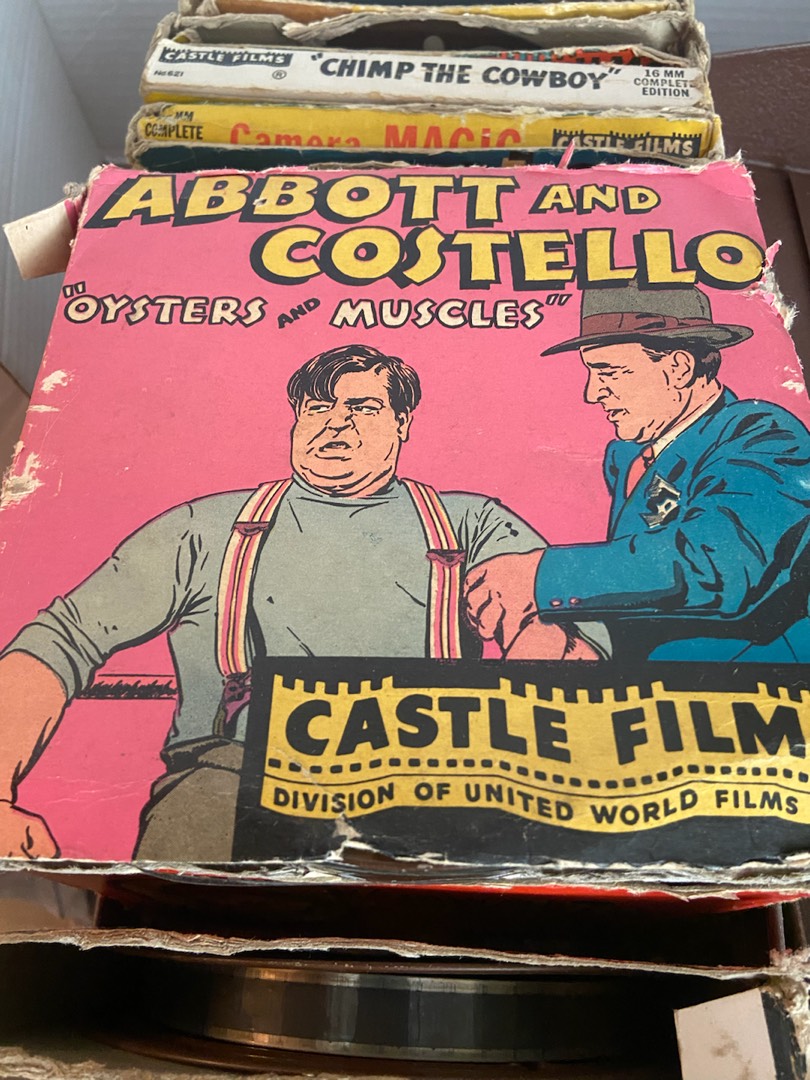 CASTLE FILMS
No 621
®
"CHIMP THE COWBOY"
16 MM
COMPLETE
EDITION
MM
COMPLETE
Camera MAGIC
CASTLE FILMS
ABBOTT AND
COSTELLO
"OYSTERS AND MUSCLES"
CASTLE FILM
DIVISION OF UNITED WORLD FILMS